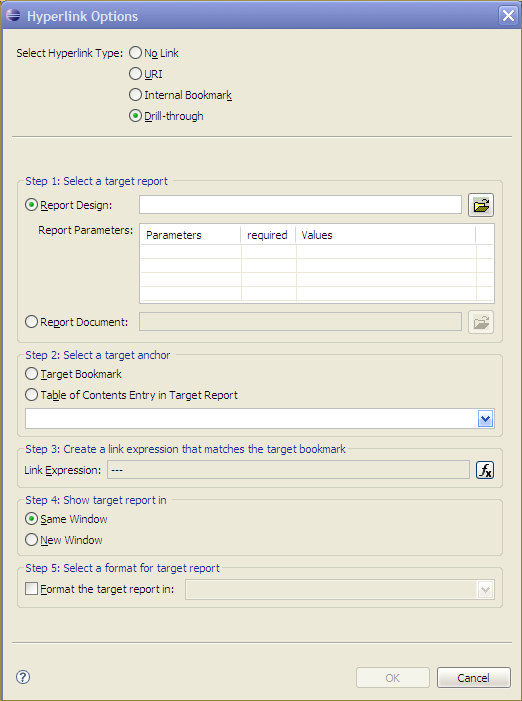 Hyperlink Options
Select Hyperlink Type: No Link
URI
Internal Bookmark
Drill-through
Step 1: Select a target report
Report Design:
Report Parameters: Parameters required Values
Report Document:
Step 2: Select a target anchor
Target Bookmark
Table of Contents Entry in Target Report
Step 3: Create a link expression that matches the target bookmark
Link Expression: --- fx
Step 4: Show target report in
Same Window
New Window
Step 5: Select a format for target report
Format the target report in:
? OK Cancel